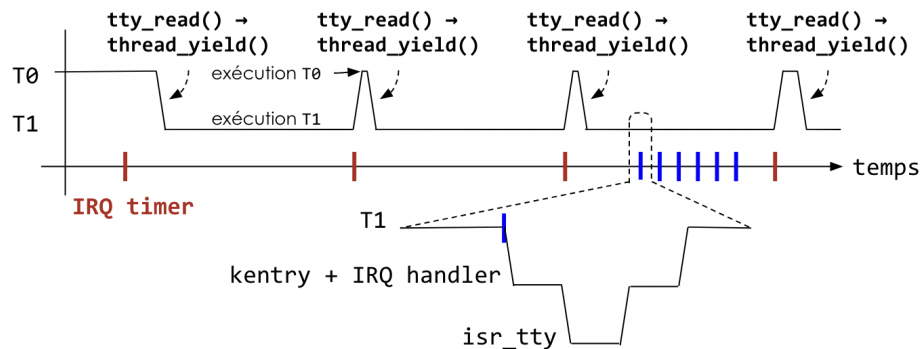 tty_read() → tty_read() → tty_read() → tty_read() →
thread_yield() thread_yield() thread_yield() thread_yield()
T0 exécution T0
T1 exécution T1
temps
IRQ timer
T1
kentry + IRQ handler
isr_tty